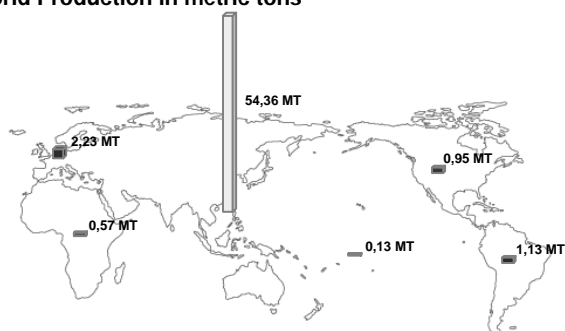 World Production in metric tons
54,36 MT
2,23 MT
0,95 MT
0,57 MT
0,13 MT
1,13 MT